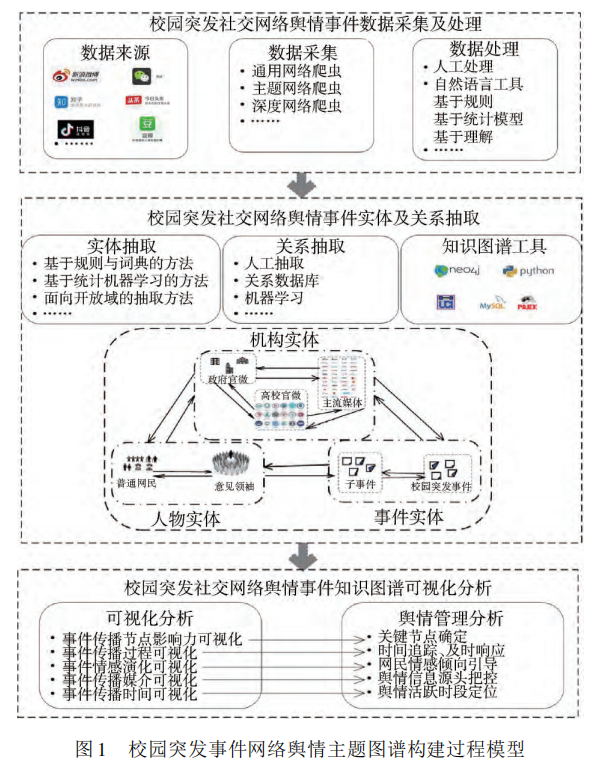 校园突发社交网络舆情事件数据采集及处理
数据来源
新浪微博
weibo.com
知乎
头条
今日头条
抖音
豆
豆瓣
• ……
数据采集
• 通用网络爬虫
• 主题网络爬虫
• 深度网络爬虫
• ……
数据处理
• 人工处理
• 自然语言工具
基于规则
基于统计模型
基于理解
• ……
校园突发社交网络舆情事件实体及关系抽取
实体抽取
• 基于规则与词典的方法
• 基于统计机器学习的方法
• 面向开放域的抽取方法
• ……
关系抽取
• 人工抽取
• 关系数据库
• 机器学习
• ……
知识图谱工具
neo4j
python
UCI
MySQL
PAJEK
机构实体
政府官微
高校官微
主流媒体
普通网民
意见领袖
人物实体
子事件
校园突发事件
事件实体
校园突发社交网络舆情事件知识图谱可视化分析
可视化分析
• 事件传播节点影响力可视化
• 事件传播过程可视化
• 事件情感演化可视化
• 事件传播媒介可视化
• 事件传播时间可视化
舆情管理分析
• 关键节点确定
• 时间追踪、及时响应
• 网民情感倾向引导
• 舆情信息源头把控
• 舆情活跃时段定位
图 1 校园突发事件网络舆情主题图谱构建过程模型